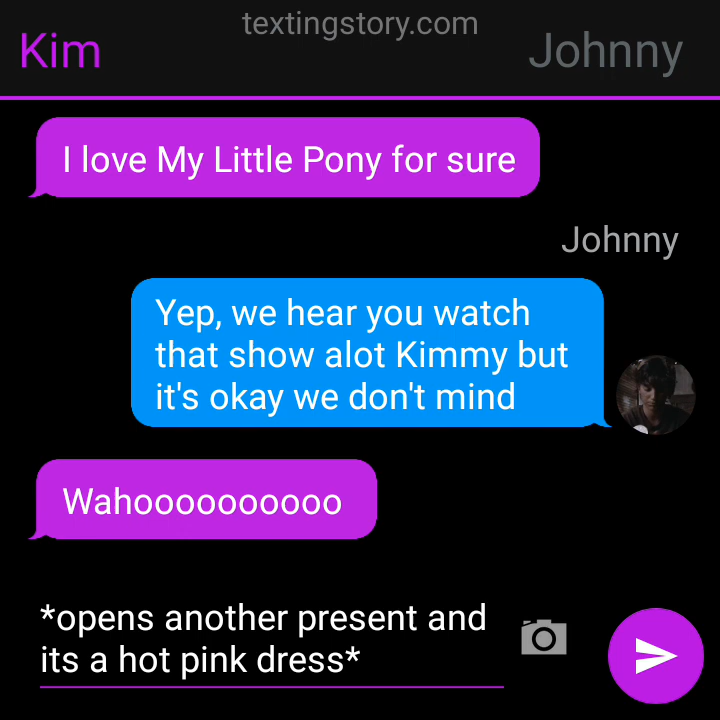 textingstory.com
Kim
Johnny
I love My Little Pony for sure
Johnny
Yep, we hear you watch
that show alot Kimmy but
it's okay we don't mind
Wahoooooooooo
*opens another present and
its a hot pink dress*